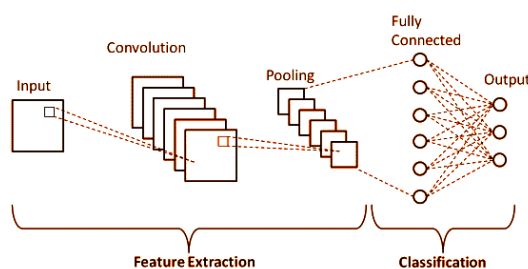 Input
Convolution
Pooling
Fully
Connected
Output
Feature Extraction
Classification